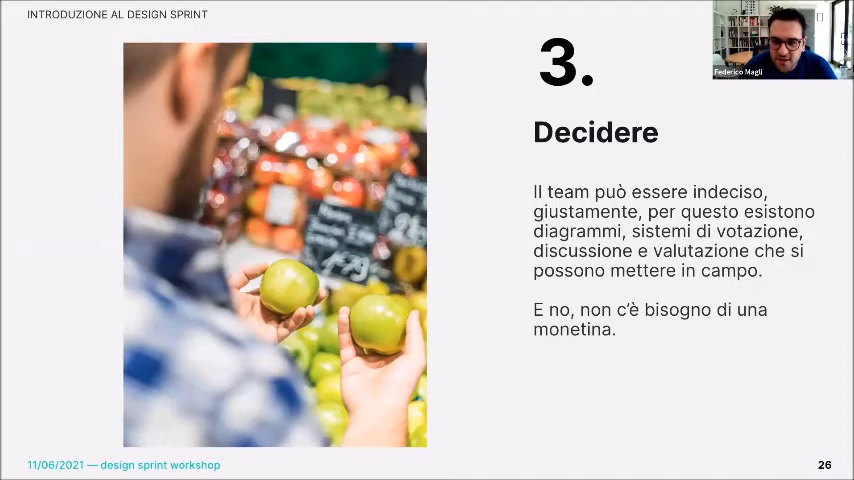 INTRODUZIONE AL DESIGN SPRINT
Federico Magli
3.
Decidere
Il team può essere indeciso,
giustamente, per questo esistono
diagrammi, sistemi di votazione,
discussione e valutazione che si
possono mettere in campo.
E no, non c'è bisogno di una
monetina.
11/06/2021 — design sprint workshop
26